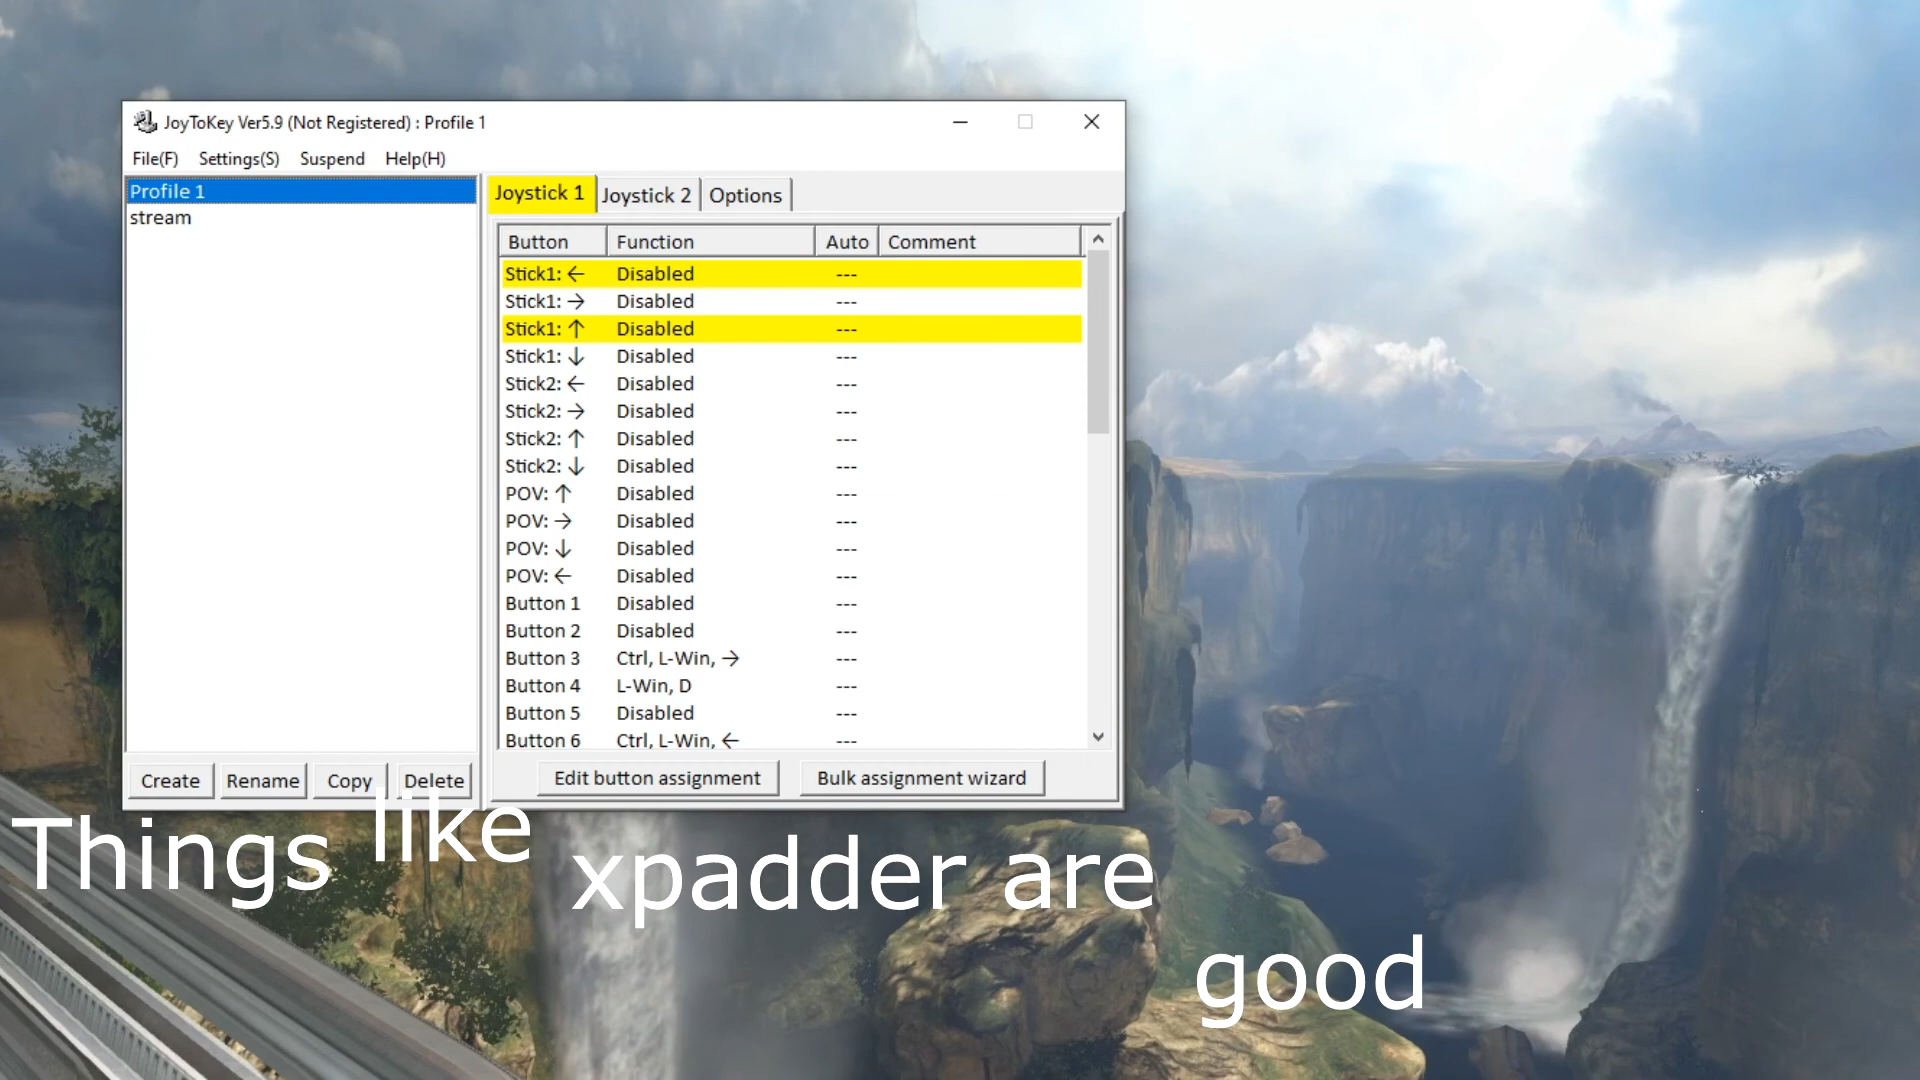 JoyToKey Ver5.9 (Not Registered) : Profile 1
File(F) Settings(S) Suspend Help(H)
Profile 1
stream
Joystick 1 Joystick 2 Options
Button Function Auto Comment
Stick1: ← Disabled ---
Stick1: → Disabled ---
Stick1: ↑ Disabled ---
Stick1: ↓ Disabled ---
Stick2: ← Disabled ---
Stick2: → Disabled ---
Stick2: ↑ Disabled ---
Stick2: ↓ Disabled ---
POV: ↑ Disabled ---
POV: → Disabled ---
POV: ↓ Disabled ---
POV: ← Disabled ---
Button 1 Disabled ---
Button 2 Disabled ---
Button 3 Ctrl, L-Win, → ---
Button 4 L-Win, D ---
Button 5 Disabled ---
Button 6 Ctrl, L-Win, ← ---
Create Rename Copy Delete
Edit button assignment Bulk assignment wizard
Things like xpadder are good